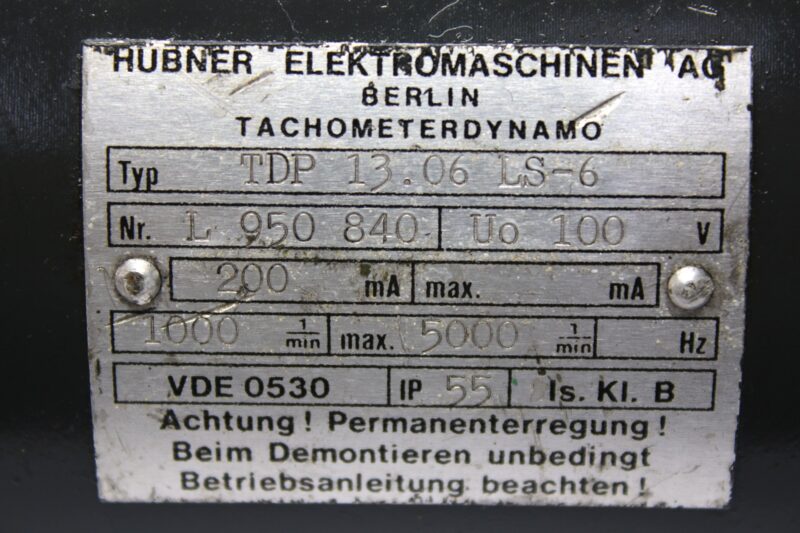 HUBNER ELEKTROMASCHINEN AG
BERLIN
TACHOMETERDYNAMO
Typ TDP 13.06 LS-6
Nr. L 950 840 Uo 100 V
200 mA max. mA
1000 1/min max. 5000 1/min Hz
VDE 0530 IP 55 Is. Kl. B
Achtung! Permanenterregung!
Beim Demontieren unbedingt
Betriebsanleitung beachten!